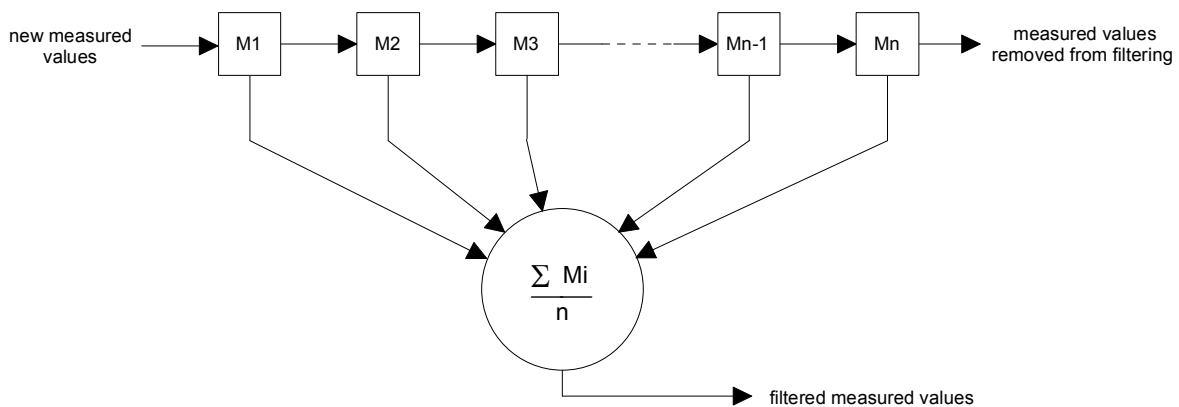 new measured
values
M1
M2
M3
Mn-1
Mn
measured values
removed from filtering
Σ Mi
n
filtered measured values